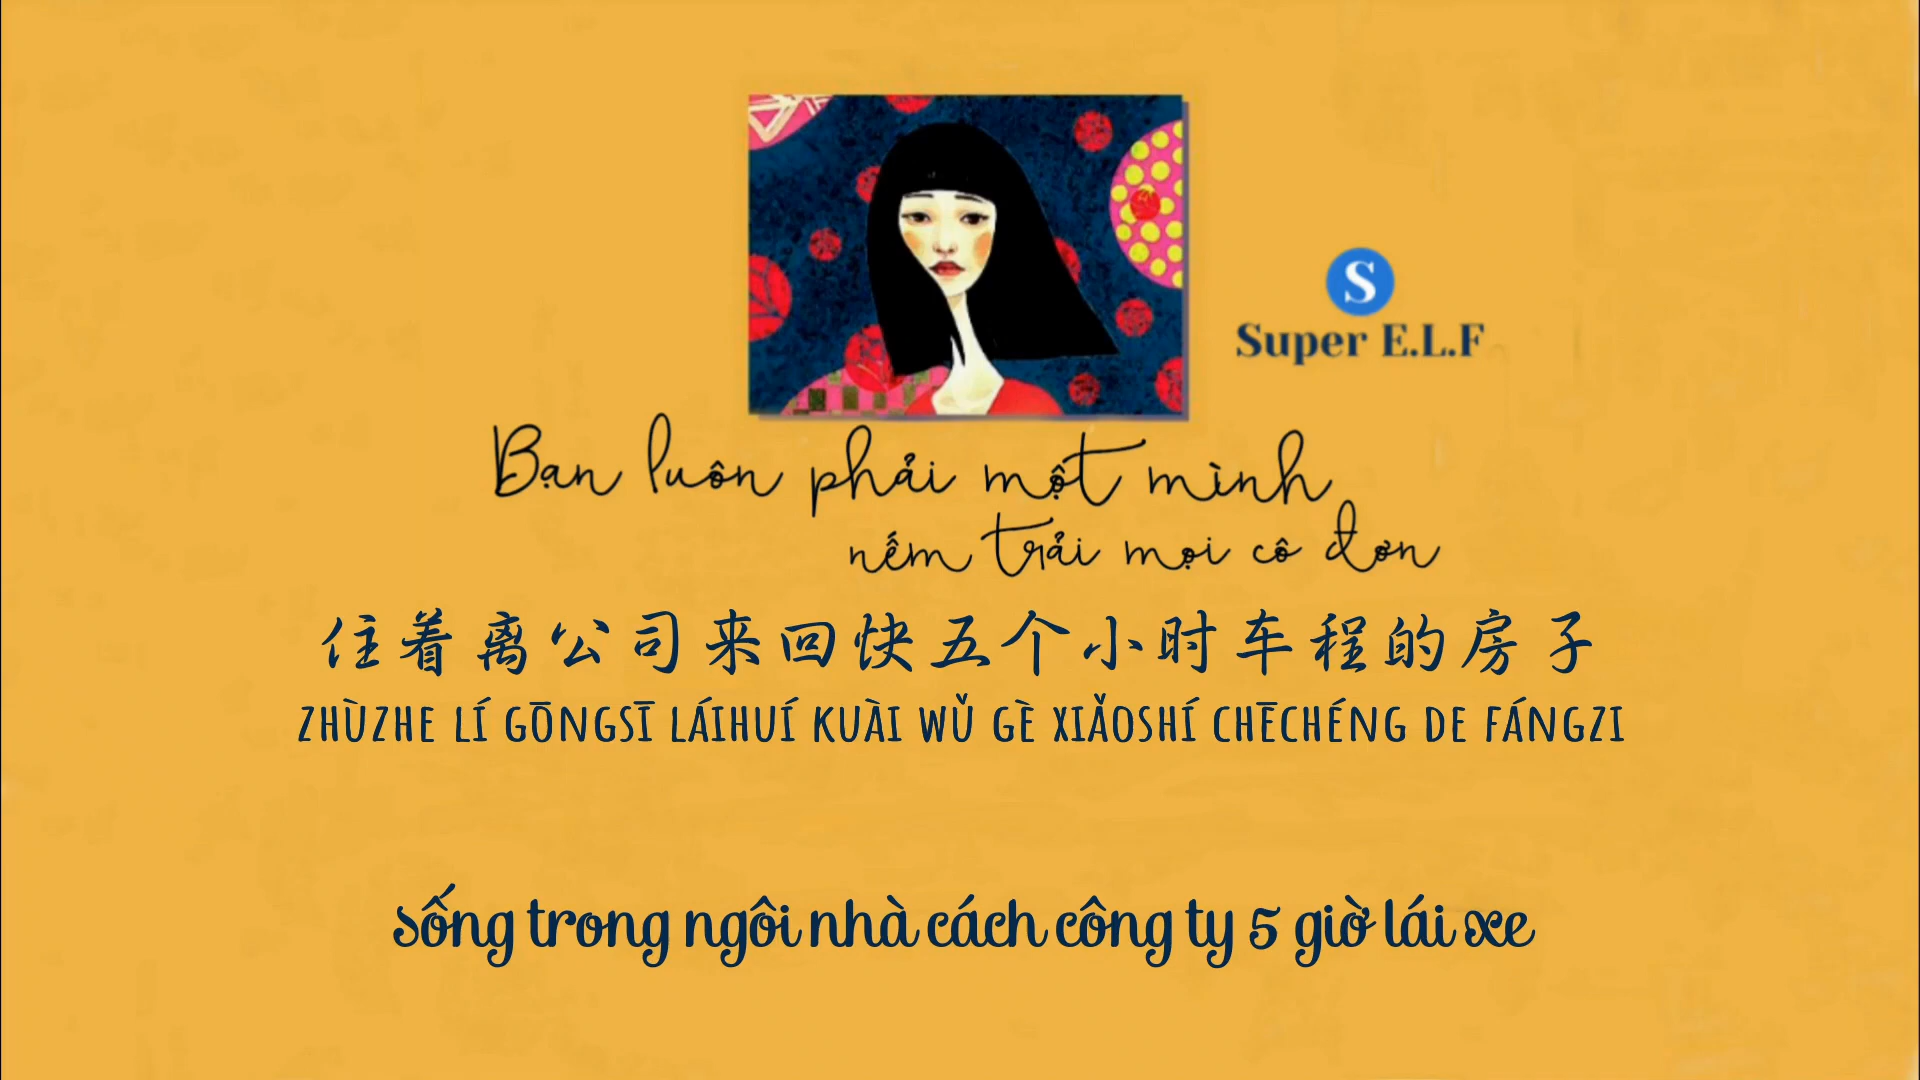 S
Super E.L.F
Bạn luôn phải một mình
nếm trải mọi cô đơn
住着离公司来回快五个小时车程的房子
ZHÙZHE LÍ GŌNGSĪ LÁIHUÍ KUÀI WǓ GÈ XIǍOSHÍ CHĒCHÉNG DE FÁNGZI
sống trong ngôi nhà cách công ty 5 giờ lái xe